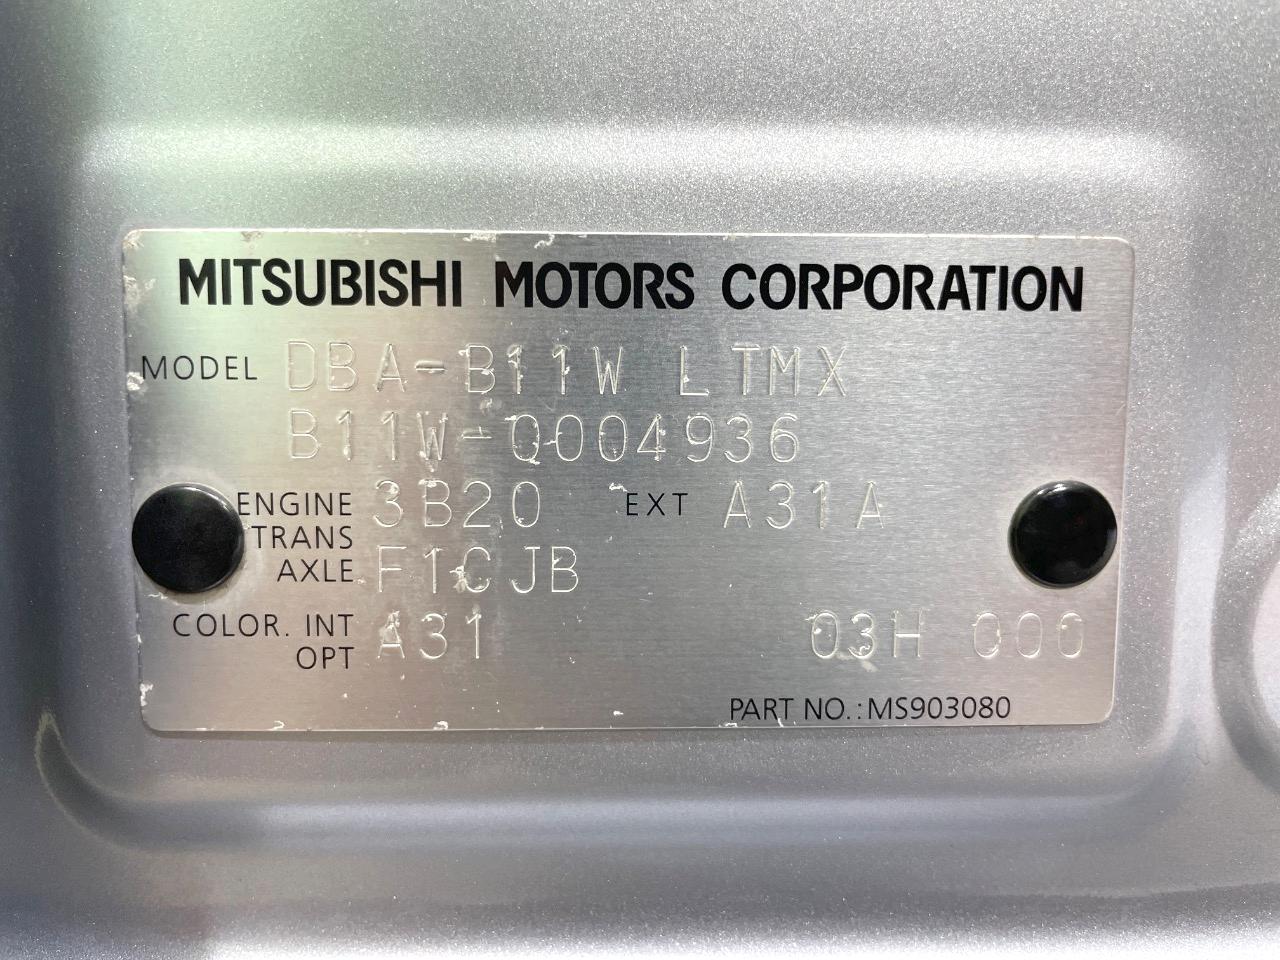 MITSUBISHI MOTORS CORPORATION
MODEL DBA-B11W LTMX
B11W-0004936
ENGINE 3B20 EXT A31A
TRANS
AXLE F1CJB
COLOR. INT A31 03H 000
OPT
PART NO.:MS903080